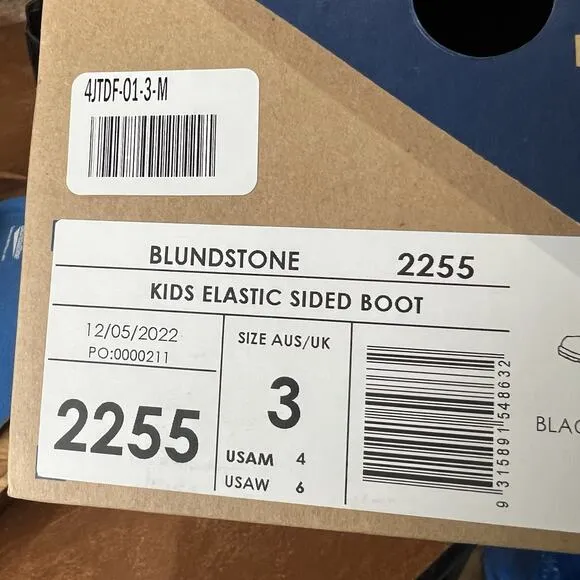 4JTDF-01-3-M
BLUNDSTONE 2255
KIDS ELASTIC SIDED BOOT
12/05/2022
PO:0000211
2255
SIZE AUS/UK
3
USAM 4
USAW 6
9 315891 548632
BLAC